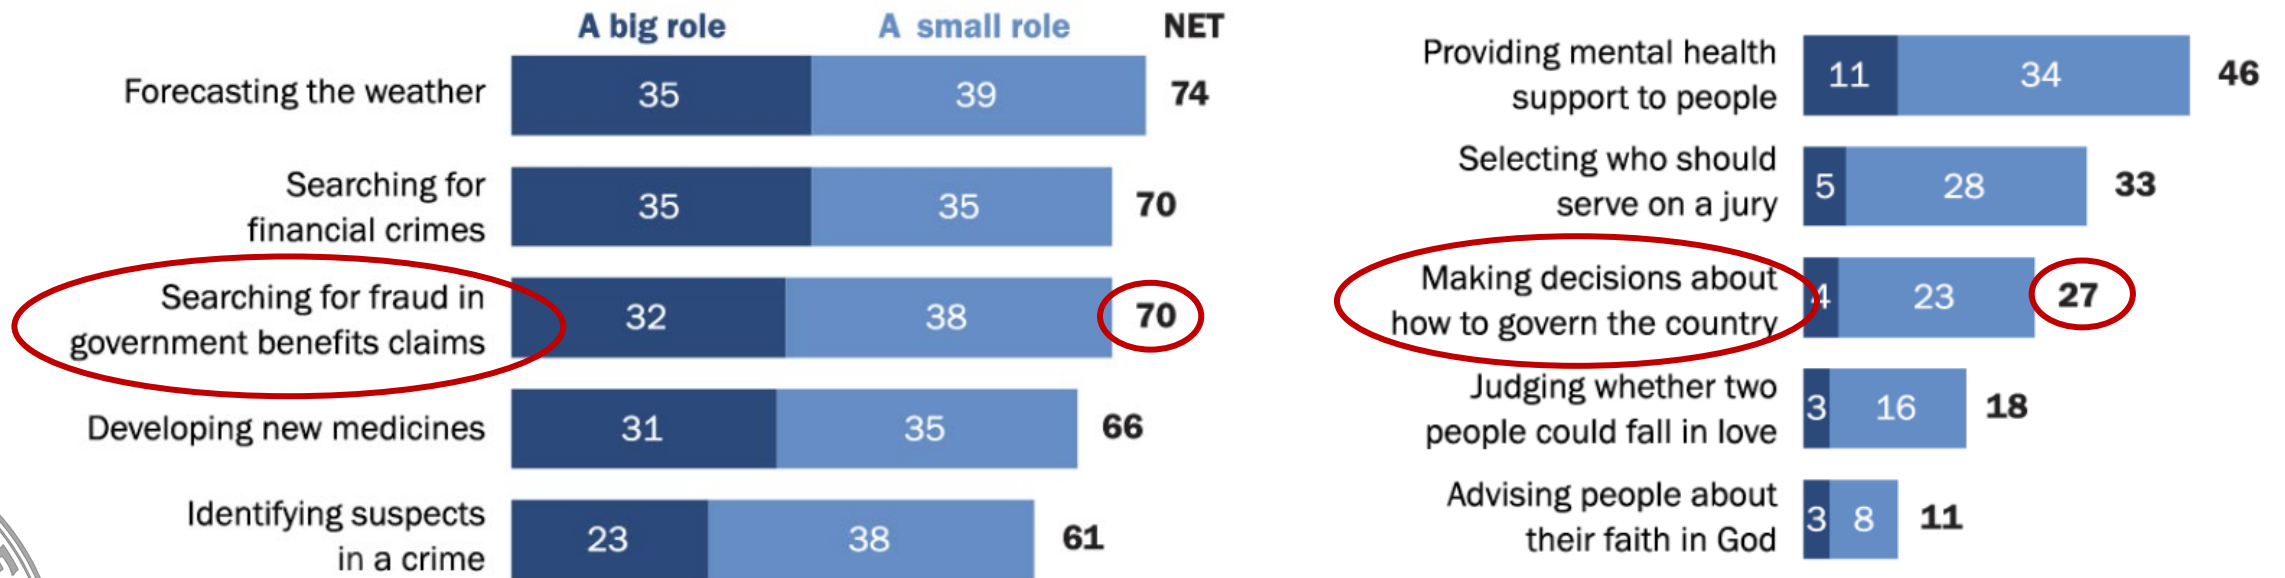 A big role A small role NET
Forecasting the weather 35 39 74
Searching for
financial crimes 35 35 70
Searching for fraud in
government benefits claims 32 38 70
Developing new medicines 31 35 66
Identifying suspects
in a crime 23 38 61
Providing mental health
support to people 11 34 46
Selecting who should
serve on a jury 5 28 33
Making decisions about
how to govern the country 4 23 27
Judging whether two
people could fall in love 3 16 18
Advising people about
their faith in God 3 8 11